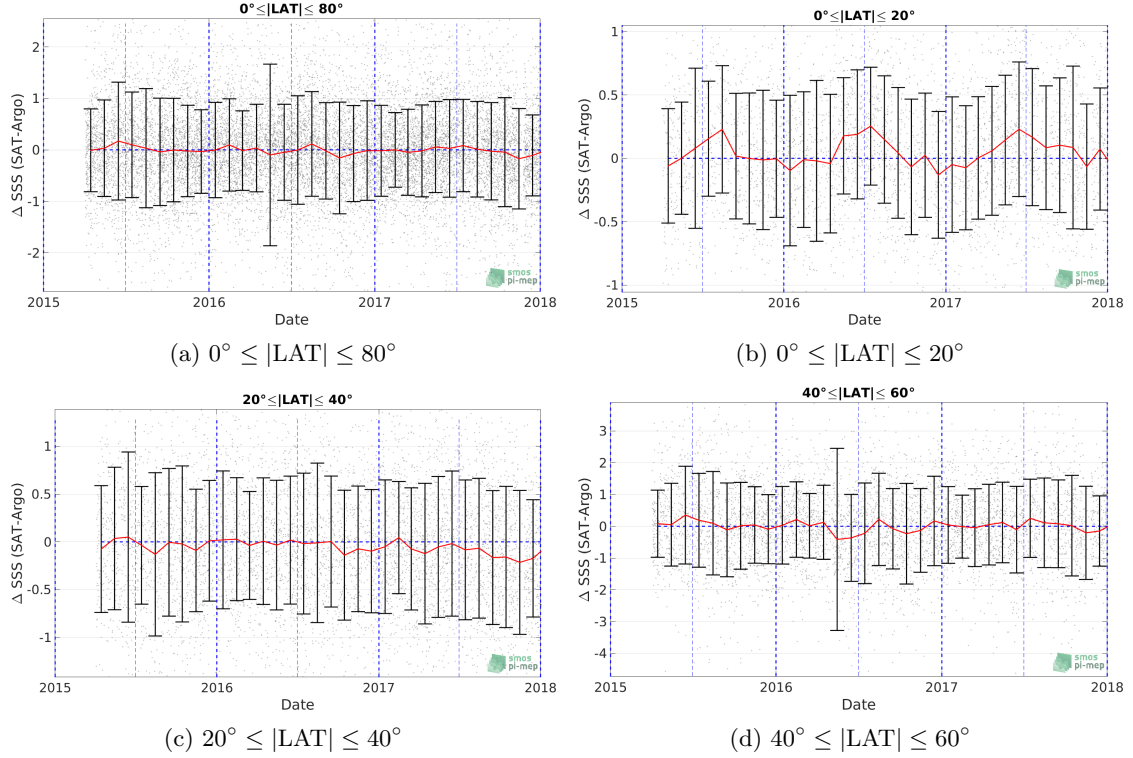 0°≤|LAT|≤ 80°
Δ SSS (SAT-Argo)
2
1
0
-1
-2
2015
2016
2017
2018
Date
smos
pi-mep
(a) 0° ≤ |LAT| ≤ 80°
0°≤|LAT|≤ 20°
Δ SSS (SAT-Argo)
1
0.5
0
-0.5
-1
2015
2016
2017
2018
Date
smos
pi-mep
(b) 0° ≤ |LAT| ≤ 20°
20°≤|LAT|≤ 40°
Δ SSS (SAT-Argo)
1
0.5
0
-0.5
-1
2015
2016
2017
2018
Date
smos
pi-mep
(c) 20° ≤ |LAT| ≤ 40°
40°≤|LAT|≤ 60°
Δ SSS (SAT-Argo)
3
2
1
0
-1
-2
-3
-4
2015
2016
2017
2018
Date
smos
pi-mep
(d) 40° ≤ |LAT| ≤ 60°